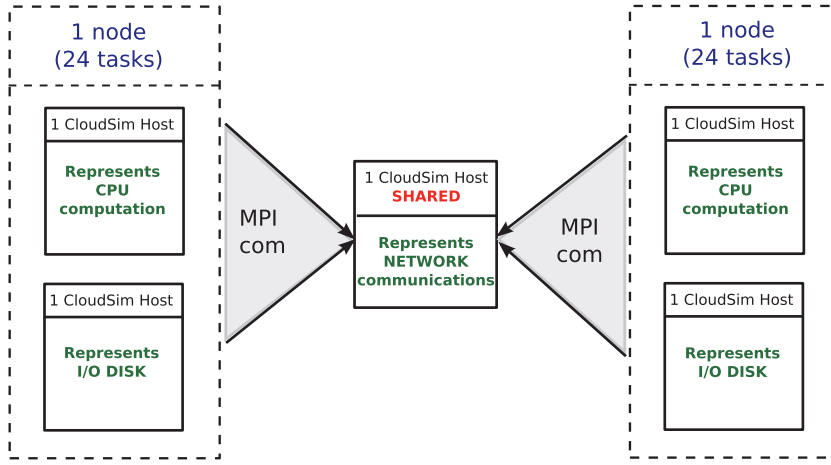 1 node
(24 tasks)
1 CloudSim Host
Represents
CPU
computation
1 CloudSim Host
Represents
I/O DISK
MPI
com
1 CloudSim Host
SHARED
Represents
NETWORK
communications
MPI
com
1 node
(24 tasks)
1 CloudSim Host
Represents
CPU
computation
1 CloudSim Host
Represents
I/O DISK